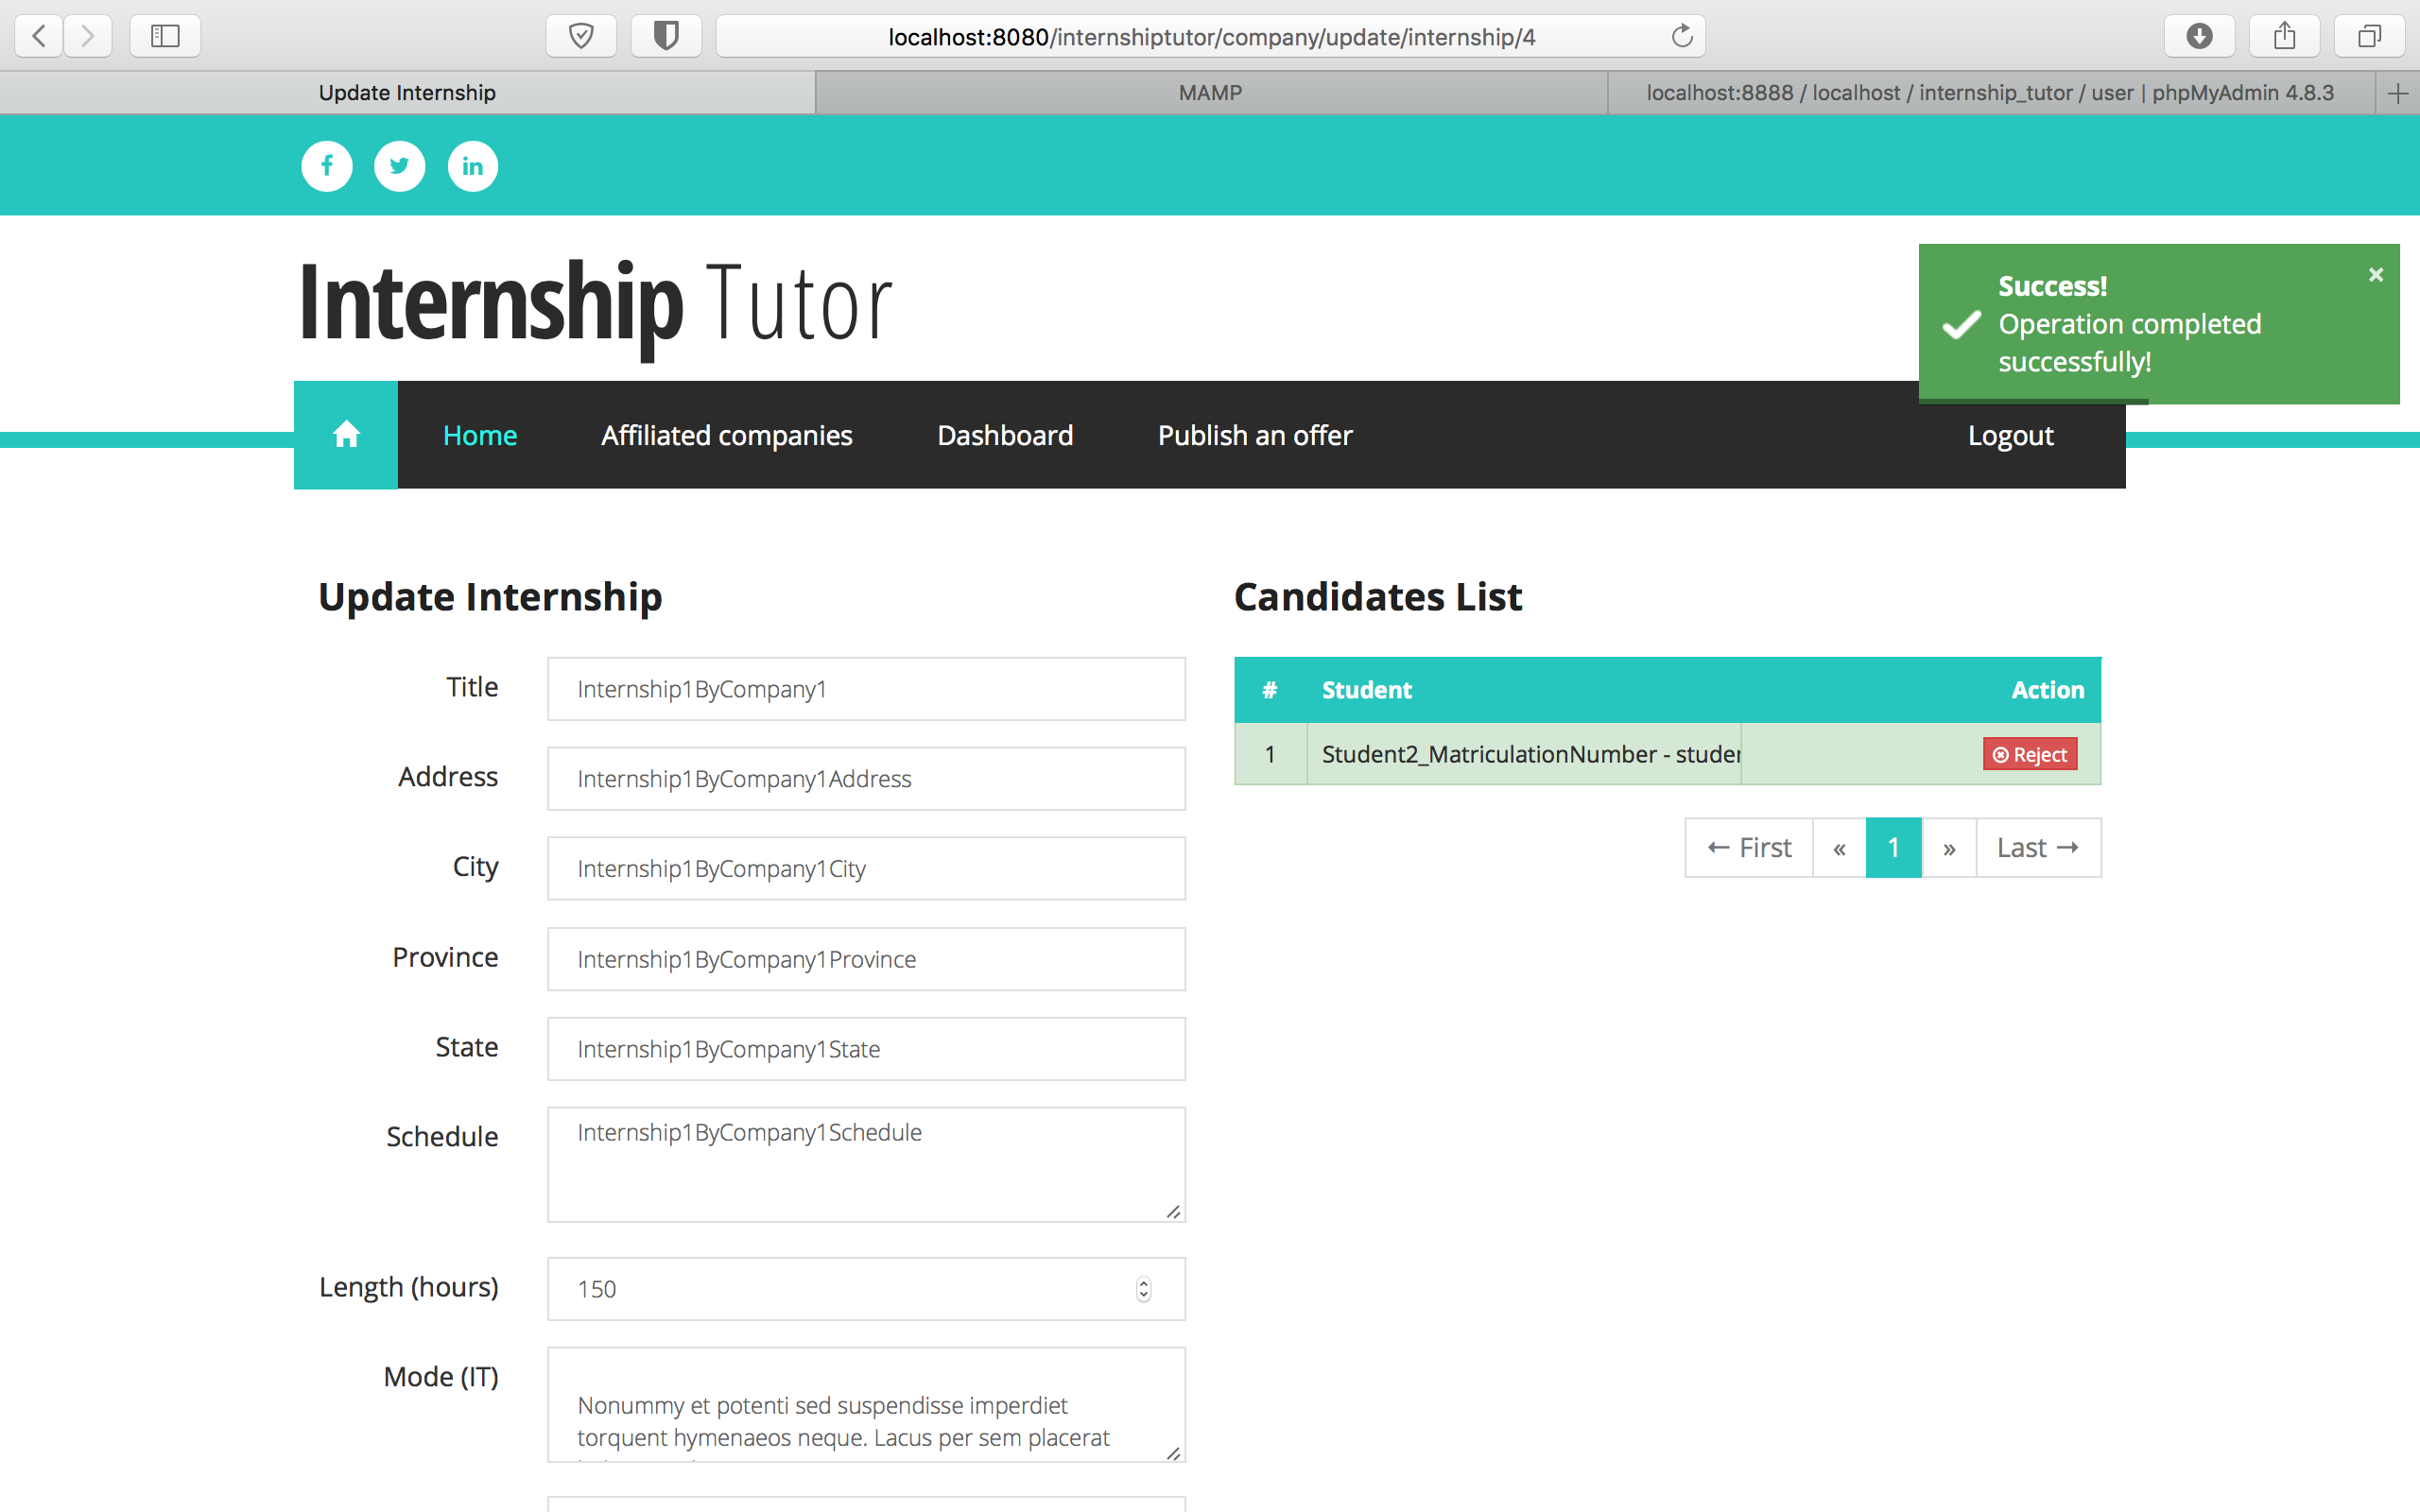 localhost:8080/internshiptutor/company/update/internship/4
Update Internship
MAMP
localhost:8888 / localhost / internship_tutor / user | phpMyAdmin 4.8.3
Internship Tutor
Success!
Operation completed
successfully!
Home
Affiliated companies
Dashboard
Publish an offer
Logout
Update Internship
Title
Internship1ByCompany1
Address
Internship1ByCompany1Address
City
Internship1ByCompany1City
Province
Internship1ByCompany1Province
State
Internship1ByCompany1State
Schedule
Internship1ByCompany1Schedule
Length (hours)
150
Mode (IT)
Nonummy et potenti sed suspendisse imperdiet
torquent hymenaeos neque. Lacus per sem placerat
Candidates List
# Student Action
1 Student2_MatriculationNumber - studen Reject
← First « 1 » Last →